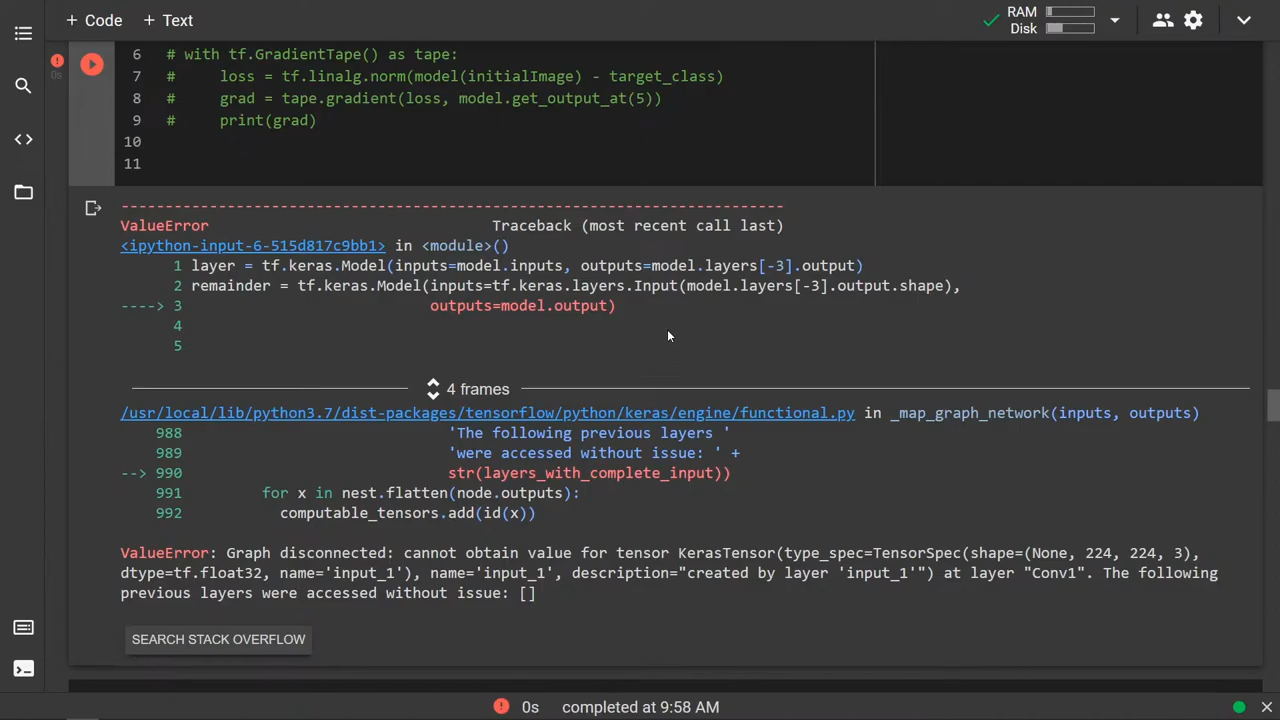 + Code + Text
RAM
Disk
0s
6 # with tf.GradientTape() as tape:
7 #     loss = tf.linalg.norm(model(initialImage) - target_class)
8 #     grad = tape.gradient(loss, model.get_output_at(5))
9 #     print(grad)
10
11
---------------------------------------------------------------------------
ValueError                                Traceback (most recent call last)
<ipython-input-6-515d817c9bb1> in <module>()
      1 layer = tf.keras.Model(inputs=model.inputs, outputs=model.layers[-3].output)
      2 remainder = tf.keras.Model(inputs=tf.keras.layers.Input(model.layers[-3].output.shape),
----> 3                            outputs=model.output)
      4
      5
4 frames
/usr/local/lib/python3.7/dist-packages/tensorflow/python/keras/engine/functional.py in _map_graph_network(inputs, outputs)
    988                              'The following previous layers '
    989                              'were accessed without issue: ' +
--> 990                              str(layers_with_complete_input))
    991         for x in nest.flatten(node.outputs):
    992           computable_tensors.add(id(x))
ValueError: Graph disconnected: cannot obtain value for tensor KerasTensor(type_spec=TensorSpec(shape=(None, 224, 224, 3),
dtype=tf.float32, name='input_1'), name='input_1', description="created by layer 'input_1'") at layer "Conv1". The following
previous layers were accessed without issue: []
SEARCH STACK OVERFLOW
0s completed at 9:58 AM